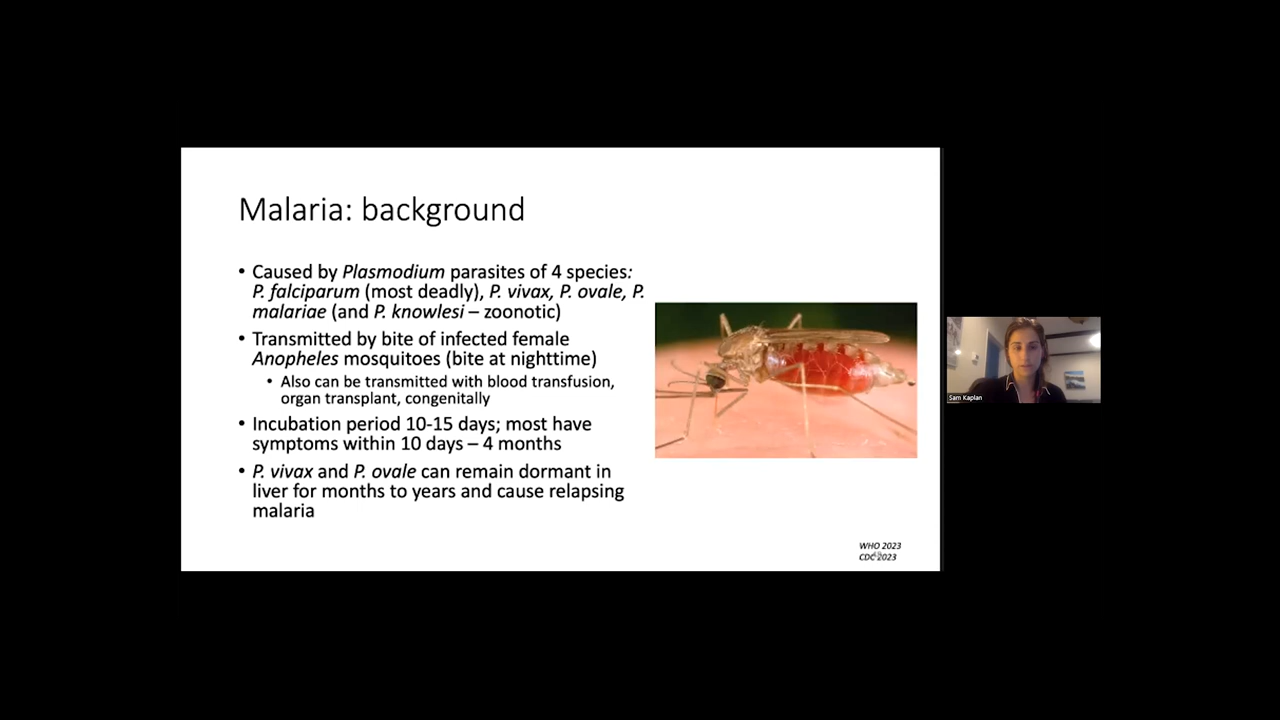 Malaria: background
• Caused by Plasmodium parasites of 4 species:
P. falciparum (most deadly), P. vivax, P. ovale, P.
malariae (and P. knowlesi – zoonotic)
• Transmitted by bite of infected female
Anopheles mosquitoes (bite at nighttime)
• Also can be transmitted with blood transfusion,
organ transplant, congenitally
• Incubation period 10-15 days; most have
symptoms within 10 days – 4 months
• P. vivax and P. ovale can remain dormant in
liver for months to years and cause relapsing
malaria
WHO 2023
CDC 2023
Sam Kaplan